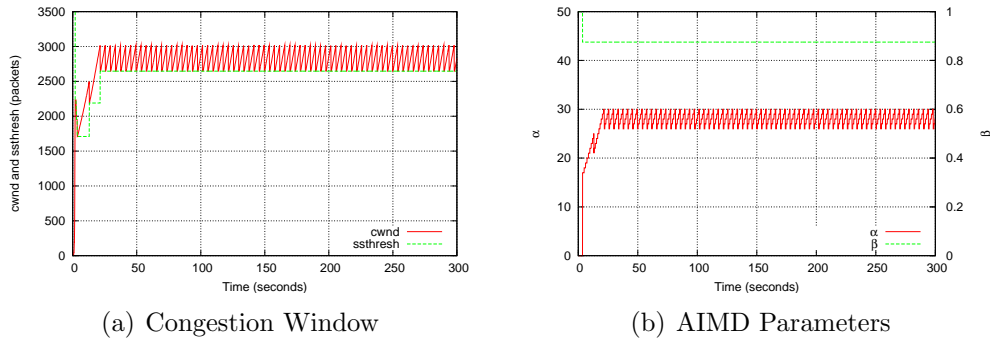 cwnd and ssthresh (packets)
3500
3000
2500
2000
1500
1000
500
0
cwnd
ssthresh
0 50 100 150 200 250 300
Time (seconds)
(a) Congestion Window
α
50
40
30
20
10
0
α
β
1
0.8
0.6
0.4
0.2
0
β
0 50 100 150 200 250 300
Time (seconds)
(b) AIMD Parameters